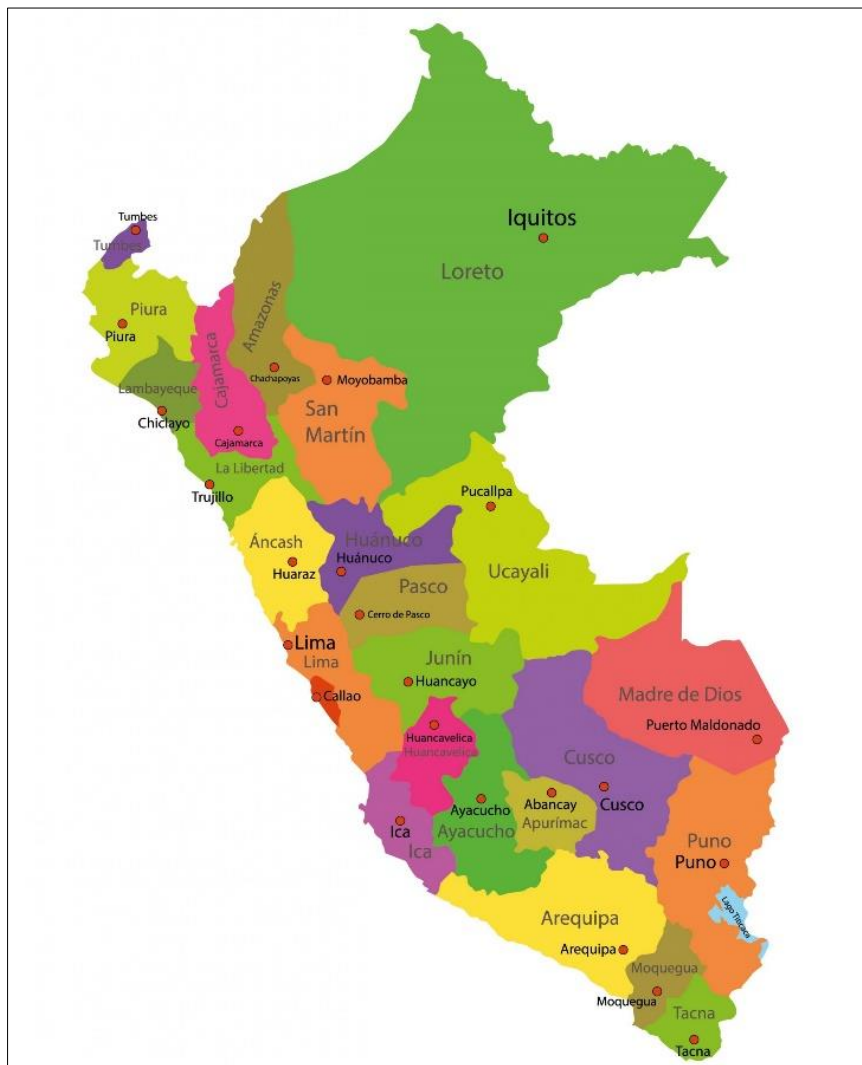 Tumbes
Tumbes
Iquitos
Loreto
Piura
Piura
Amazonas
Cajamarca
Chachapoyas
Moyobamba
Lambayeque
Chiclayo
San
Martín
Cajamarca
La Libertad
Trujillo
Pucallpa
Áncash
Huaraz
Huánuco
Huánuco
Ucayali
Pasco
Cerro de Pasco
Lima
Lima
Junín
Huancayo
Callao
Madre de Dios
Puerto Maldonado
Huancavelica
Huancavelica
Cusco
Cusco
Ayacucho
Ayacucho
Abancay
Apurímac
Ica
Ica
Puno
Puno
Lago Titicaca
Arequipa
Arequipa
Moquegua
Moquegua
Tacna
Tacna